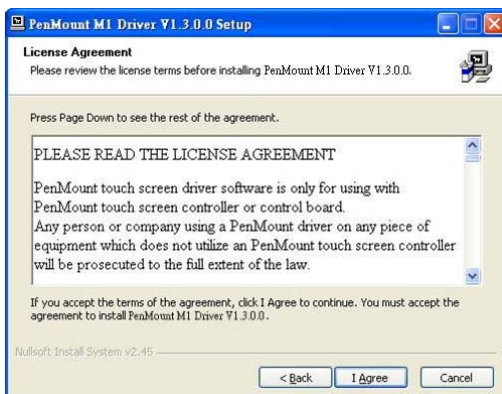 PenMount M1 Driver V1.3.0.0 Setup
License Agreement
Please review the license terms before installing PenMount M1 Driver V1.3.0.0.
Press Page Down to see the rest of the agreement.
PLEASE READ THE LICENSE AGREEMENT
PenMount touch screen driver software is only for using with
PenMount touch screen controller or control board.
Any person or company using a PenMount driver on any piece of
equipment which does not utilize an PenMount touch screen controller
will be prosecuted to the full extent of the law.
If you accept the terms of the agreement, click I Agree to continue. You must accept the
agreement to install PenMount M1 Driver V1.3.0.0.
Nullsoft Install System v2.45
< Back
I Agree
Cancel